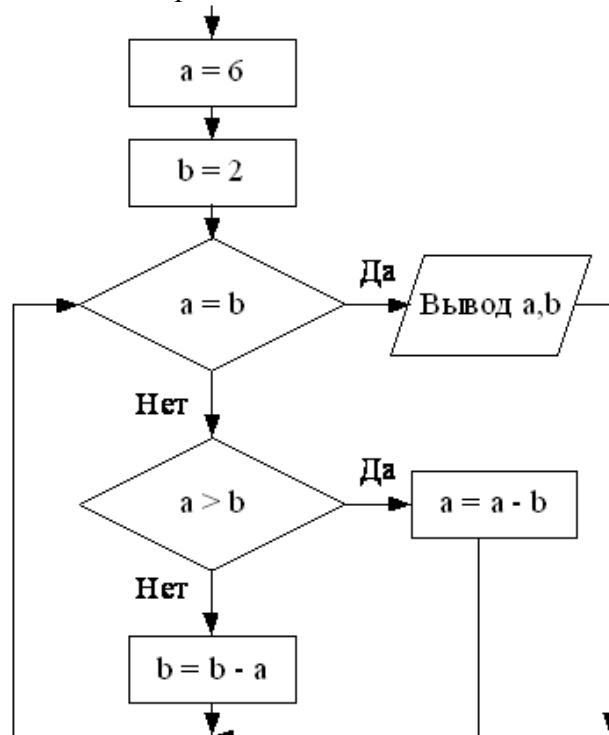 a = 6
b = 2
a = b
Да
Вывод a,b
Нет
a > b
Да
a = a - b
Нет
b = b - a